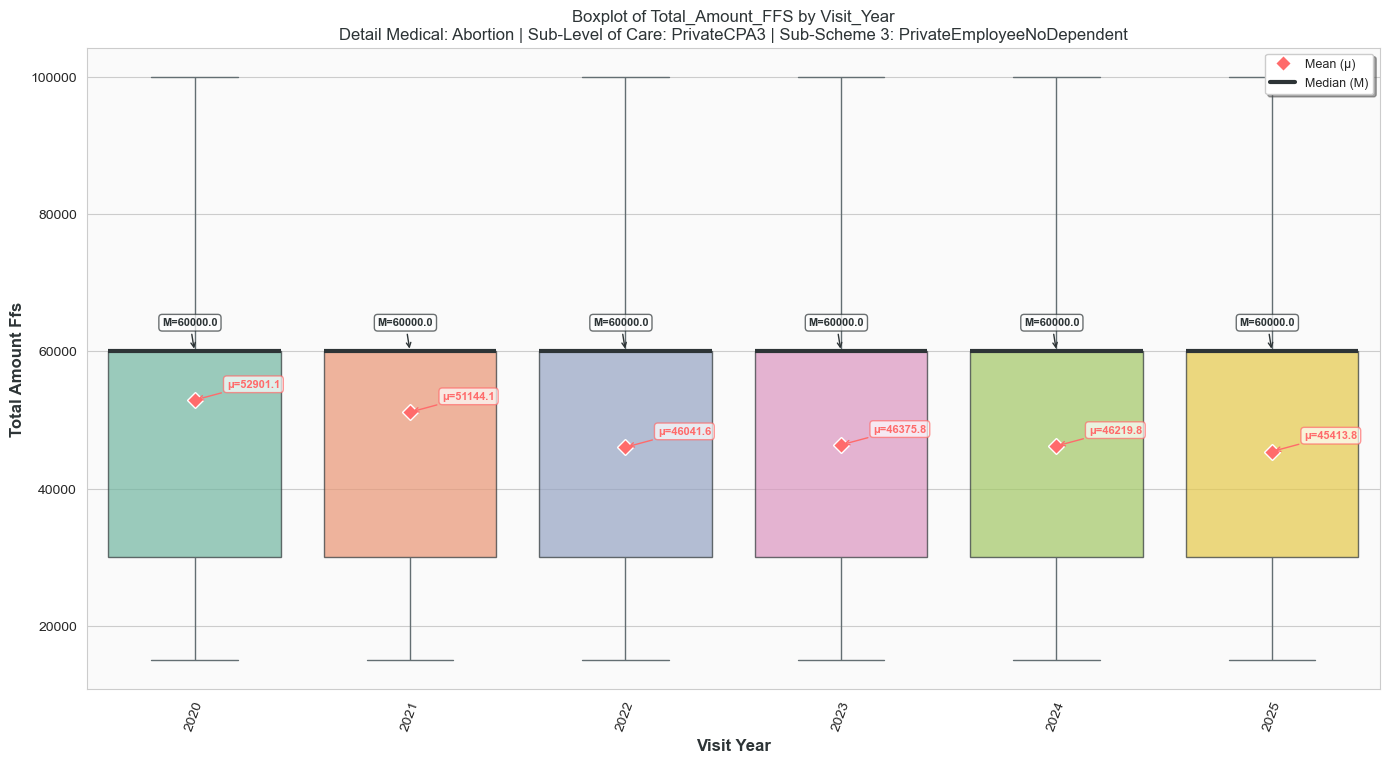 Boxplot of Total_Amount_FFS by Visit_Year
Detail Medical: Abortion | Sub-Level of Care: PrivateCPA3 | Sub-Scheme 3: PrivateEmployeeNoDependent
Mean (μ)
Median (M)
Total Amount Ffs
100000
80000
60000
40000
20000
M=60000.0
M=60000.0
M=60000.0
M=60000.0
M=60000.0
M=60000.0
μ=52901.1
μ=51144.1
μ=46041.6
μ=46375.8
μ=46219.8
μ=45413.8
2020
2021
2022
2023
2024
2025
Visit Year